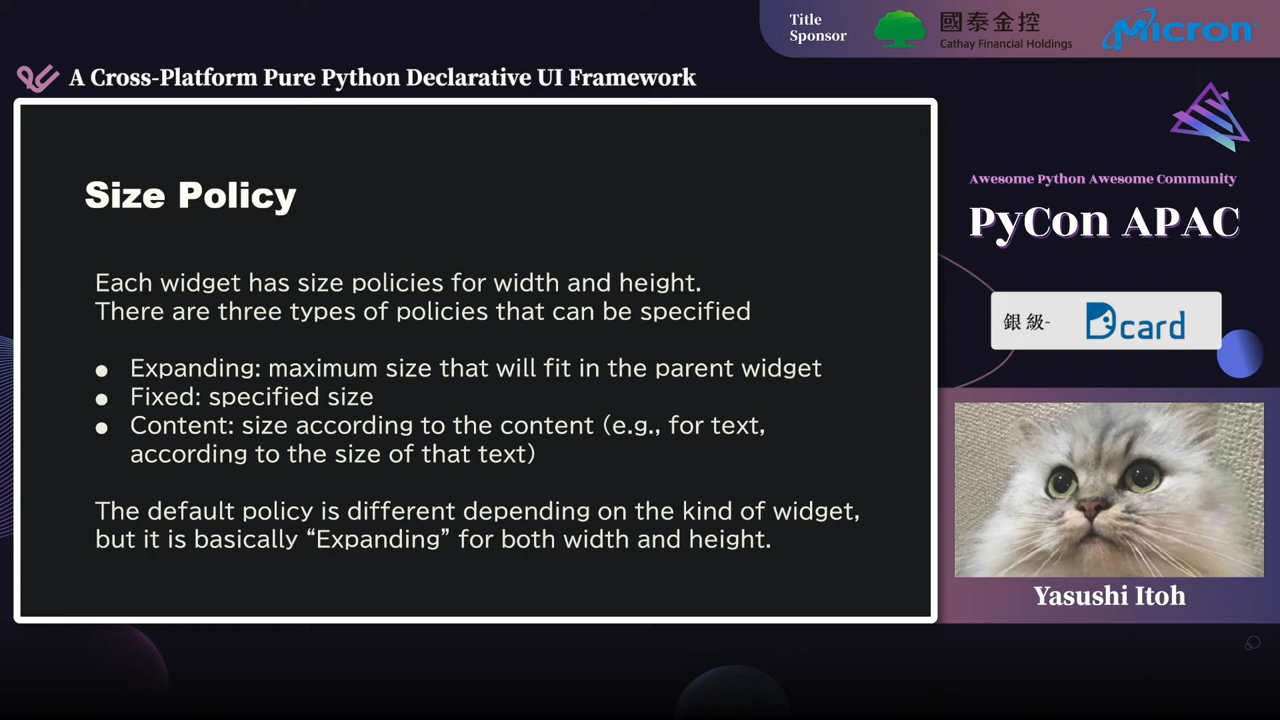 Title
Sponsor
國泰金控
Cathay Financial Holdings
Micron
A Cross-Platform Pure Python Declarative UI Framework
Size Policy
Each widget has size policies for width and height.
There are three types of policies that can be specified
● Expanding: maximum size that will fit in the parent widget
● Fixed: specified size
● Content: size according to the content (e.g., for text,
according to the size of that text)
The default policy is different depending on the kind of widget,
but it is basically “Expanding” for both width and height.
Awesome Python Awesome Community
PyCon APAC
銀級-
Dcard
Yasushi Itoh